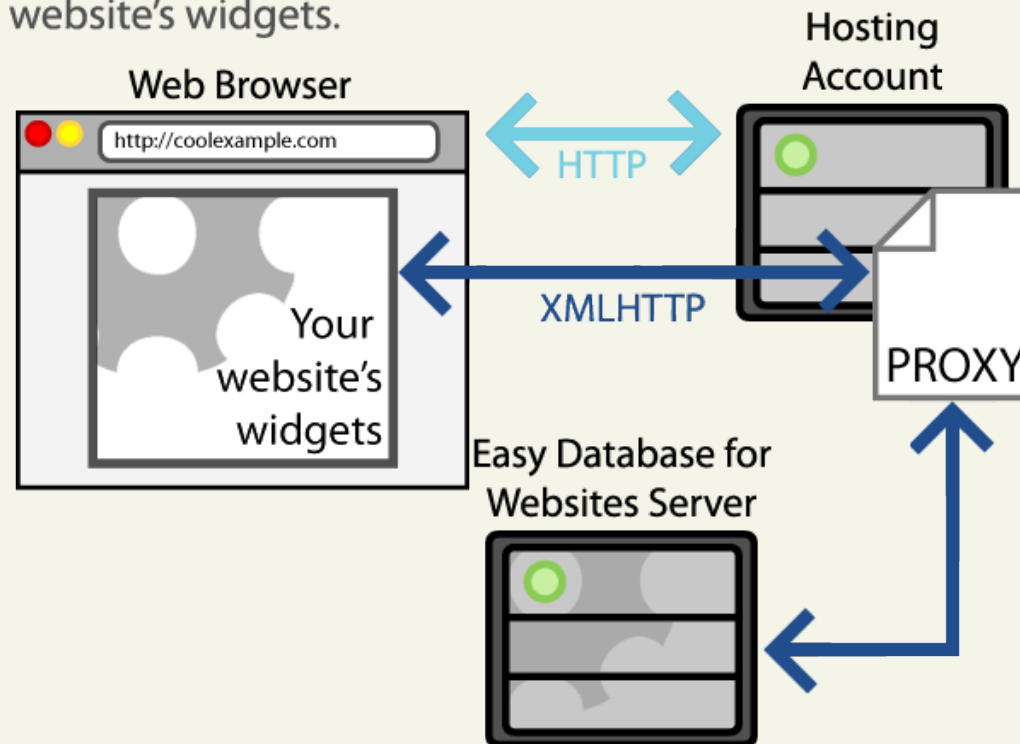 website's widgets.
Hosting
Account
Web Browser
http://coolexample.com
HTTP
XMLHTTP
Your
website's
widgets
PROXY
Easy Database for
Websites Server